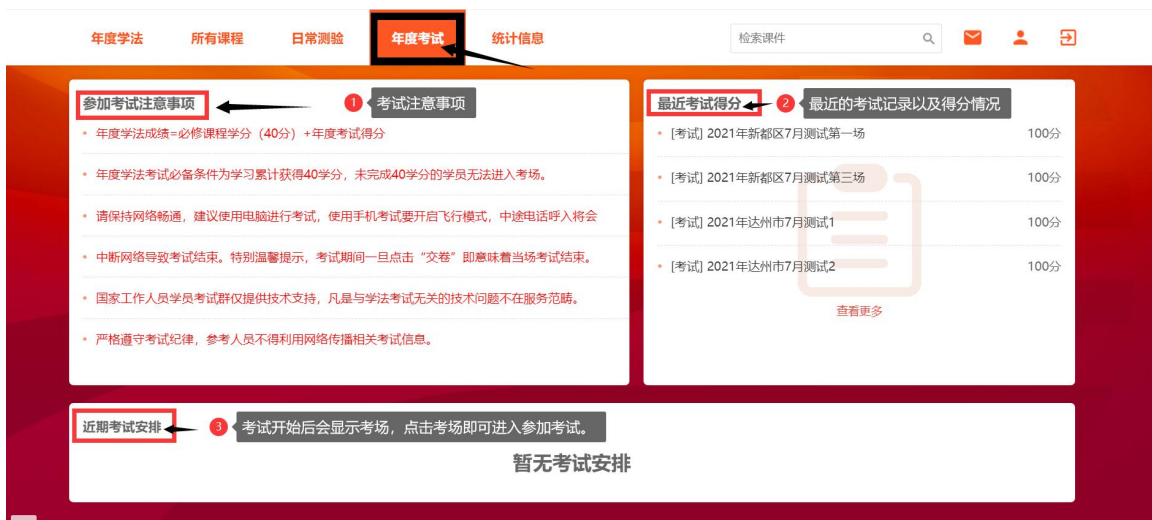 年度学法 所有课程 日常测验 年度考试 统计信息 检索课件
参加考试注意事项 1 考试注意事项
• 年度学法成绩=必修课程学分（40分）+年度考试得分
• 年度学法考试必备条件为学习累计获得40学分，未完成40学分的学员无法进入考场。
• 请保持网络畅通，建议使用电脑进行考试，使用手机考试要开启飞行模式，中途电话呼入将会
• 中断网络导致考试结束。特别温馨提示，考试期间一旦点击“交卷”即意味着当场考试结束。
• 国家工作人员学员考试群仅提供技术支持，凡是与学法考试无关的技术问题不在服务范畴。
• 严格遵守考试纪律，参考人员不得利用网络传播相关考试信息。
最近考试得分 2 最近的考试记录以及得分情况
• [考试] 2021年新都区7月测试第一场 100分
• [考试] 2021年新都区7月测试第三场 100分
• [考试] 2021年达州市7月测试1 100分
• [考试] 2021年达州市7月测试2 100分
查看更多
近期考试安排 3 考试开始后会显示考场，点击考场即可进入参加考试。
暂无考试安排